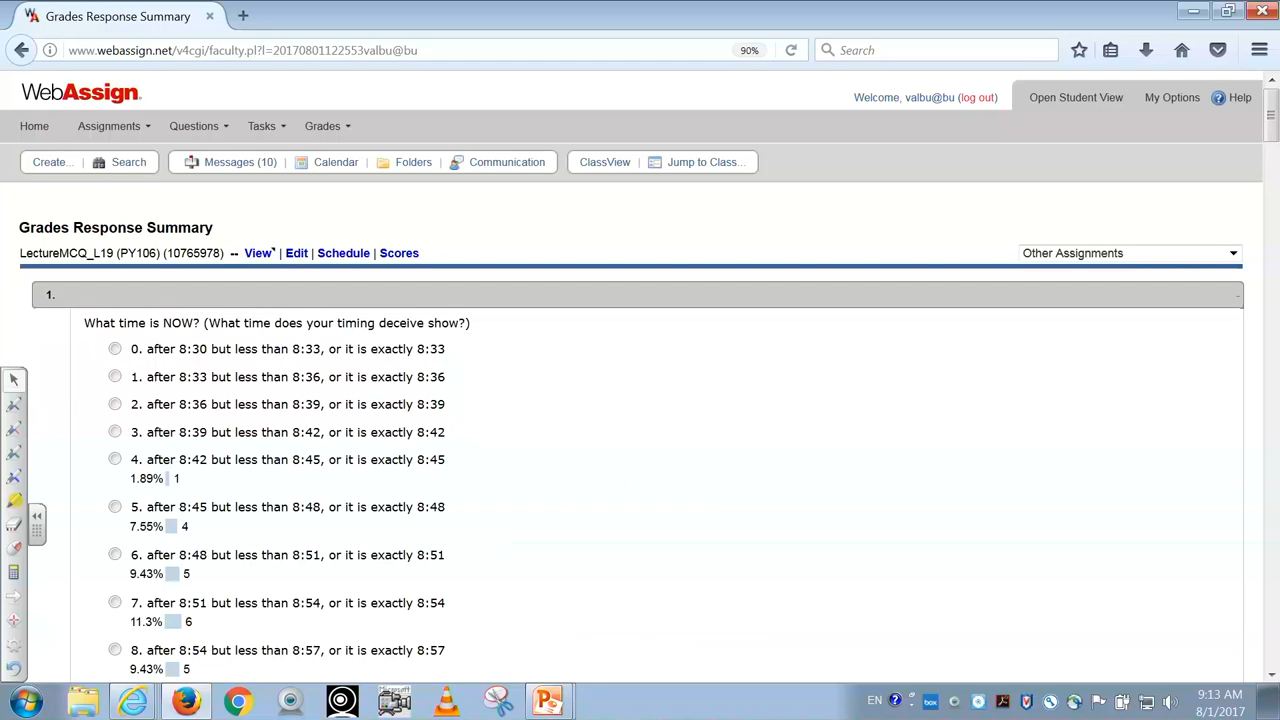 Grades Response Summary
www.webassign.net/v4cgi/faculty.pl?l=20170801122553valbu@bu
90%
Search
WebAssign.
Welcome, valbu@bu (log out)
Open Student View
My Options
Help
Home
Assignments
Questions
Tasks
Grades
Create...
Search
Messages (10)
Calendar
Folders
Communication
ClassView
Jump to Class...
Grades Response Summary
LectureMCQ_L19 (PY106) (10765978) -- View | Edit | Schedule | Scores
Other Assignments
1.
What time is NOW? (What time does your timing deceive show?)
0. after 8:30 but less than 8:33, or it is exactly 8:33
1. after 8:33 but less than 8:36, or it is exactly 8:36
2. after 8:36 but less than 8:39, or it is exactly 8:39
3. after 8:39 but less than 8:42, or it is exactly 8:42
4. after 8:42 but less than 8:45, or it is exactly 8:45
1.89% 1
5. after 8:45 but less than 8:48, or it is exactly 8:48
7.55% 4
6. after 8:48 but less than 8:51, or it is exactly 8:51
9.43% 5
7. after 8:51 but less than 8:54, or it is exactly 8:54
11.3% 6
8. after 8:54 but less than 8:57, or it is exactly 8:57
9.43% 5
EN
9:13 AM
8/1/2017